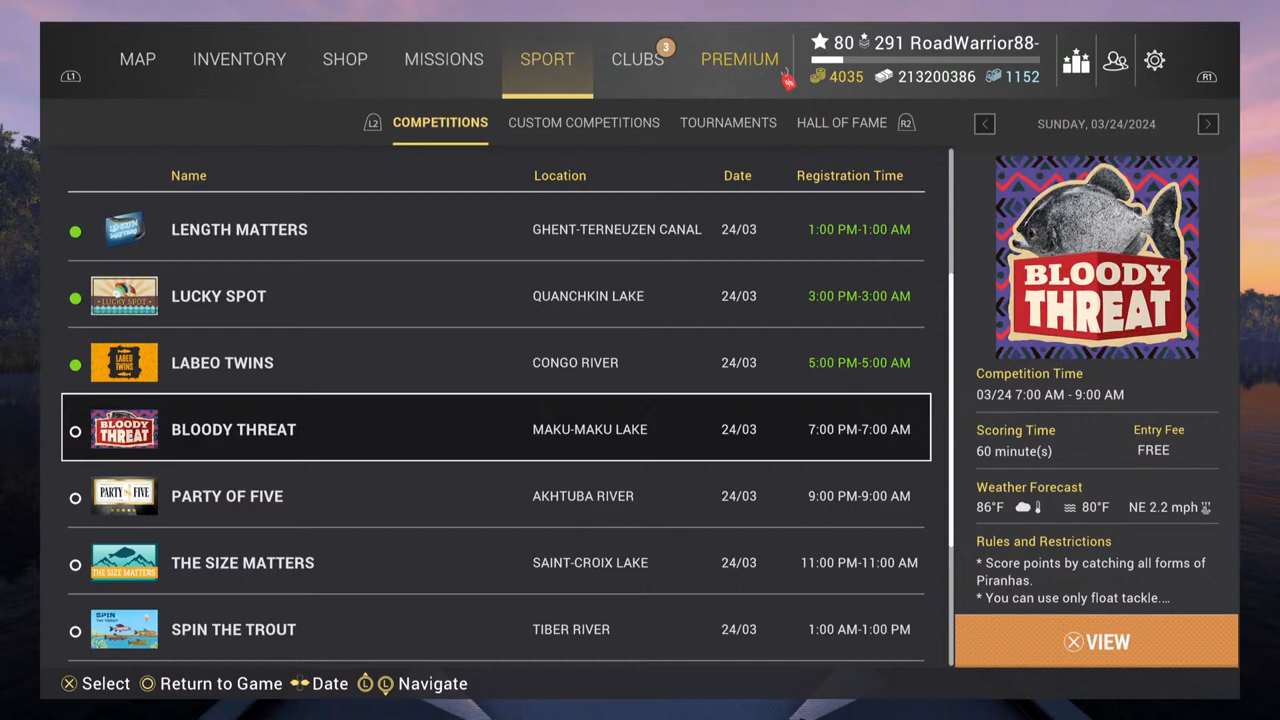 MAP INVENTORY SHOP MISSIONS SPORT CLUBS 3 PREMIUM
80 291 RoadWarrior88-
4035 213200386 1152
L1 R1
L2 COMPETITIONS CUSTOM COMPETITIONS TOURNAMENTS HALL OF FAME R2
SUNDAY, 03/24/2024
Name Location Date Registration Time
LENGTH MATTERS GHENT-TERNEUZEN CANAL 24/03 1:00 PM-1:00 AM
LUCKY SPOT
LUCKY SPOT QUANCHKIN LAKE 24/03 3:00 PM-3:00 AM
LABEO
TWINS
LABEO TWINS CONGO RIVER 24/03 5:00 PM-5:00 AM
BLOODY
THREAT
BLOODY THREAT MAKU-MAKU LAKE 24/03 7:00 PM-7:00 AM
PARTY FIVE
PARTY OF FIVE AKHTUBA RIVER 24/03 9:00 PM-9:00 AM
THE SIZE MATTERS
THE SIZE MATTERS SAINT-CROIX LAKE 24/03 11:00 PM-11:00 AM
SPIN
THE TROUT
SPIN THE TROUT TIBER RIVER 24/03 1:00 AM-1:00 PM
BLOODY
THREAT
Competition Time
03/24 7:00 AM - 9:00 AM
Scoring Time Entry Fee
60 minute(s) FREE
Weather Forecast
86°F 80°F NE 2.2 mph
Rules and Restrictions
* Score points by catching all forms of
Piranhas.
* You can use only float tackle....
VIEW
Select Return to Game Date L L Navigate